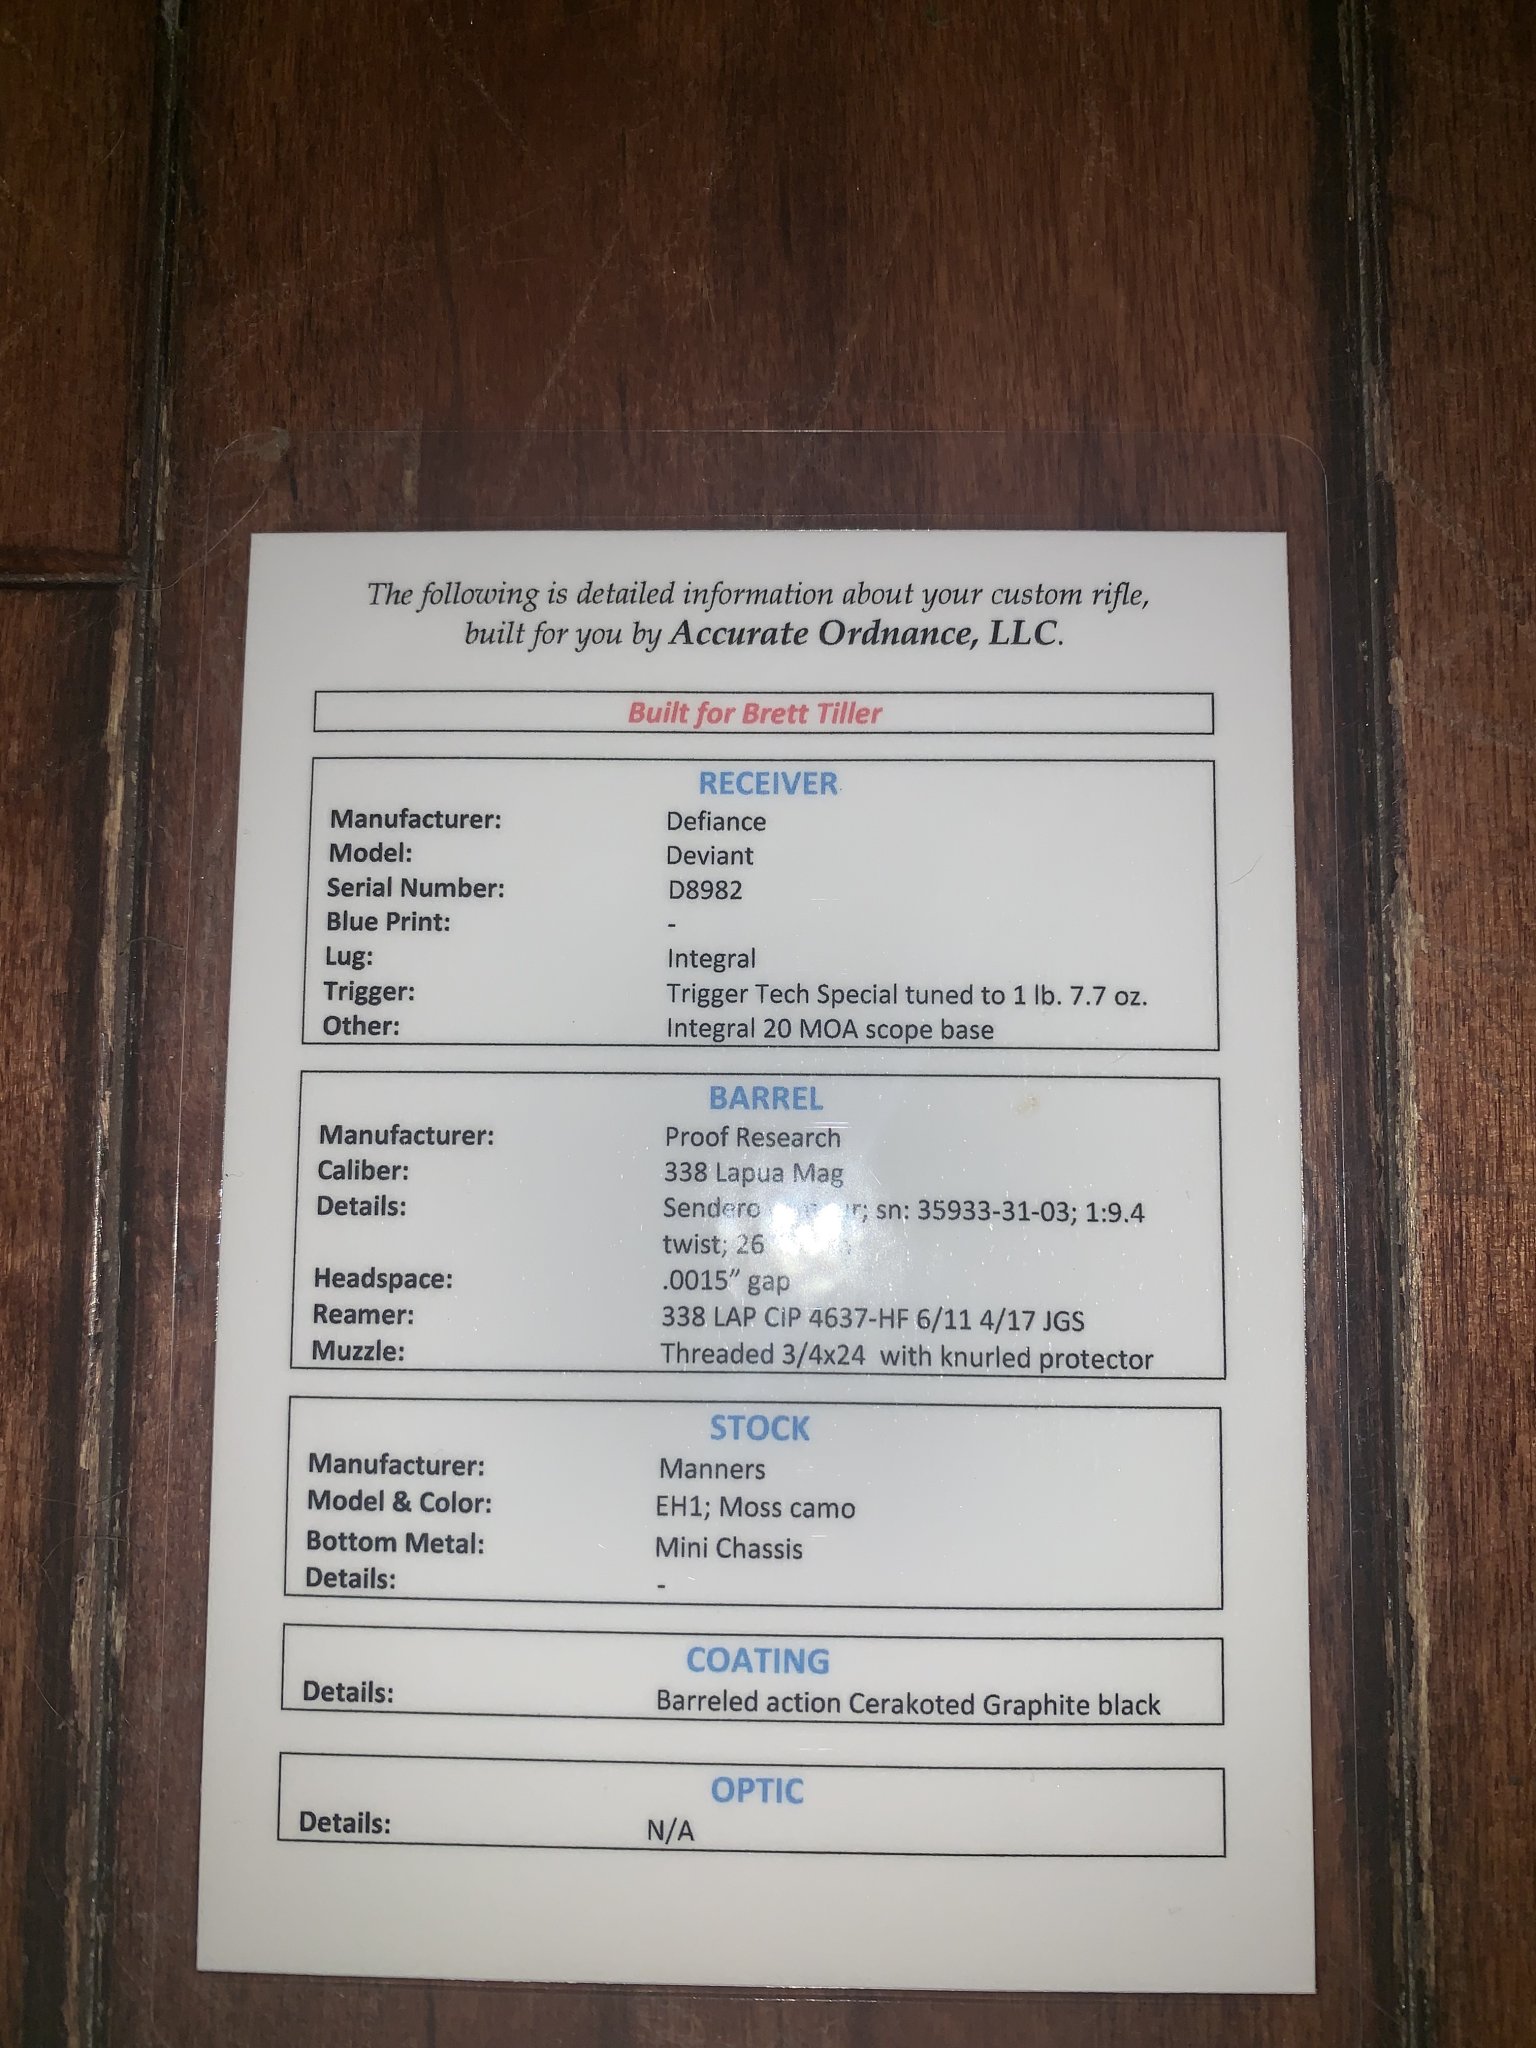 The following is detailed information about your custom rifle,
built for you by Accurate Ordnance, LLC.
Built for Brett Tiller
RECEIVER
Manufacturer: Defiance
Model: Deviant
Serial Number: D8982
Blue Print: -
Lug: Integral
Trigger: Trigger Tech Special tuned to 1 lb. 7.7 oz.
Other: Integral 20 MOA scope base
BARREL
Manufacturer: Proof Research
Caliber: 338 Lapua Mag
Details: Sendero sn: 35933-31-03; 1:9.4
twist; 26
Headspace: .0015” gap
Reamer: 338 LAP CiP 4637-HF 6/11 4/17 JGS
Muzzle: Threaded 3/4x24 with knurled protector
STOCK
Manufacturer: Manners
Model & Color: EH1; Moss camo
Bottom Metal: Mini Chassis
Details: -
COATING
Details: Barreled action Cerakoted Graphite black
OPTIC
Details: N/A